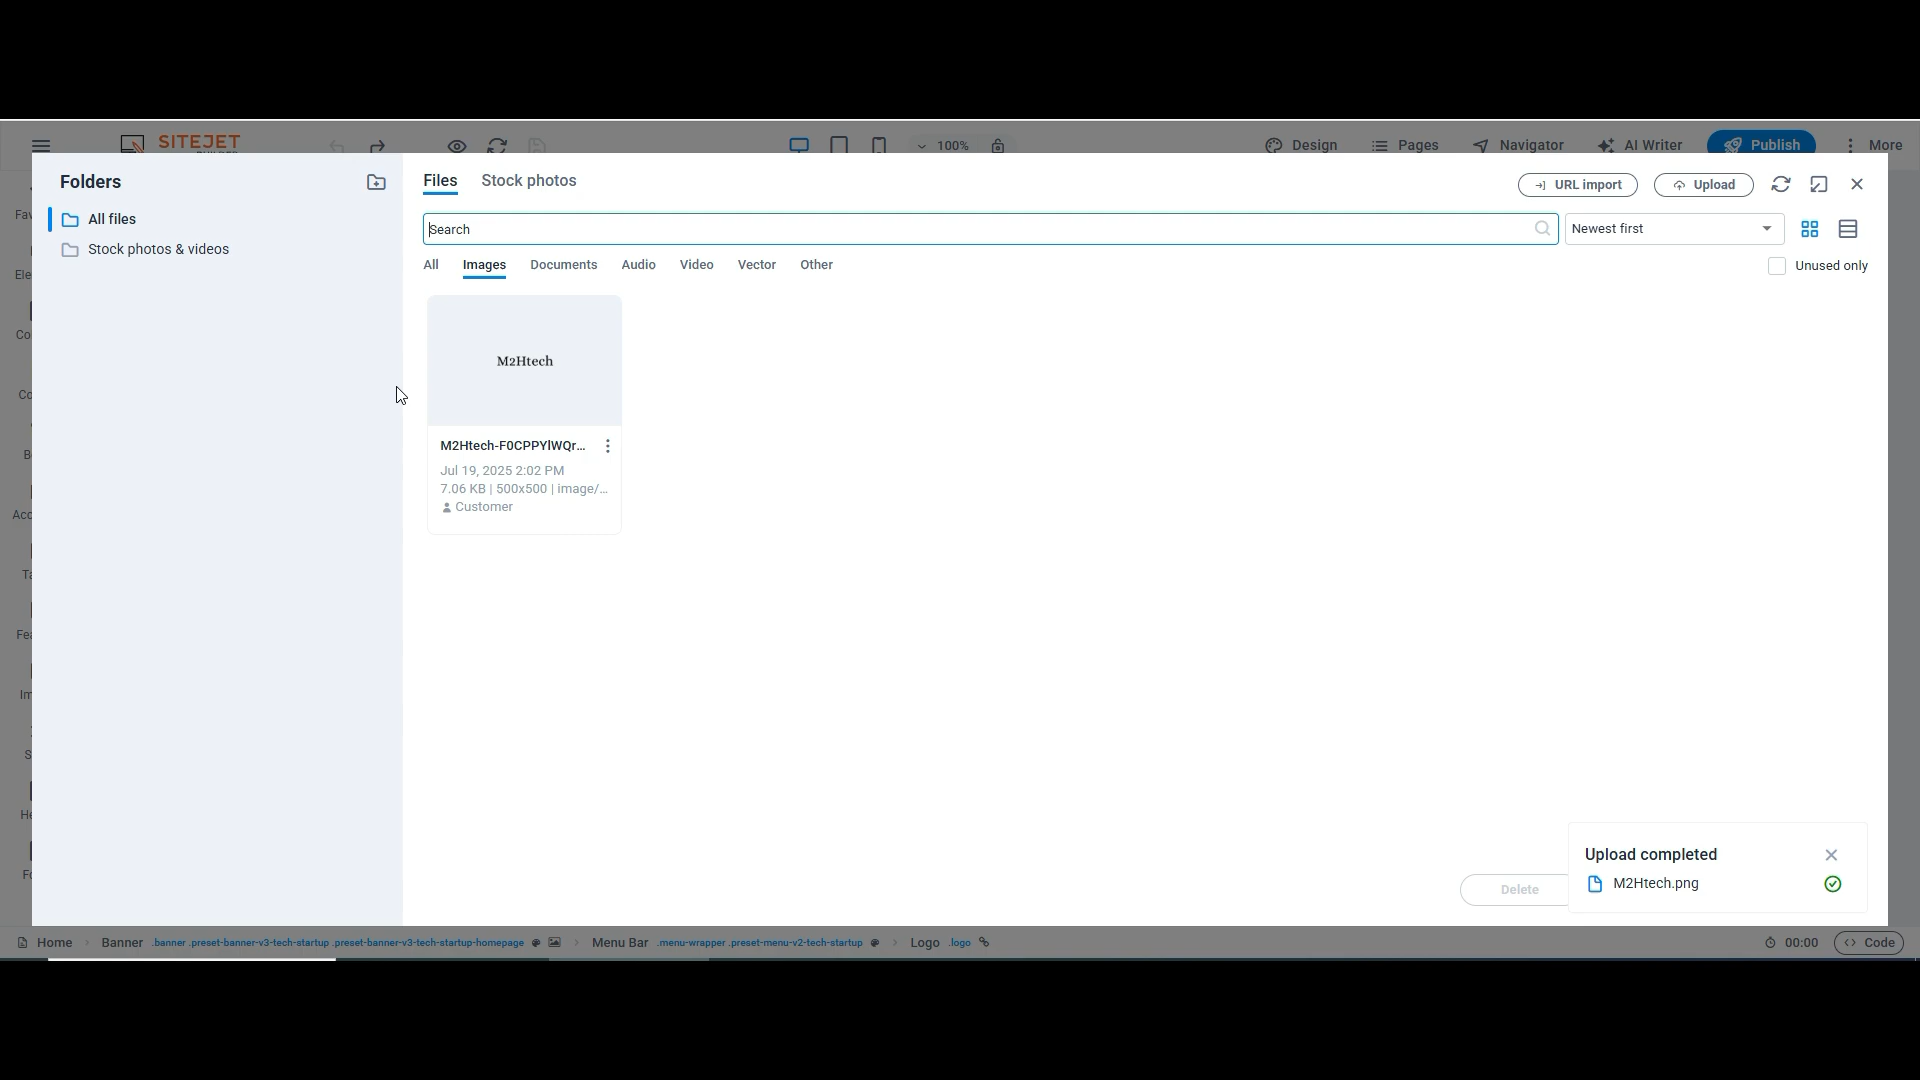 SITEJET
100%
Design
Pages
Navigator
AI Writer
Publish
More
Folders
All files
Stock photos & videos
Files
Stock photos
URL import
Upload
Search
Newest first
All
Images
Documents
Audio
Video
Vector
Other
Unused only
M2Htech
M2Htech-F0CPPYlWQr...
Jul 19, 2025 2:02 PM
7.06 KB | 500x500 | image/...
Customer
Upload completed
M2Htech.png
Delete
Home
Banner .banner .preset-banner-v3-tech-startup .preset-banner-v3-tech-startup-homepage
Menu Bar .menu-wrapper .preset-menu-v2-tech-startup
Logo .logo
00:00
Code